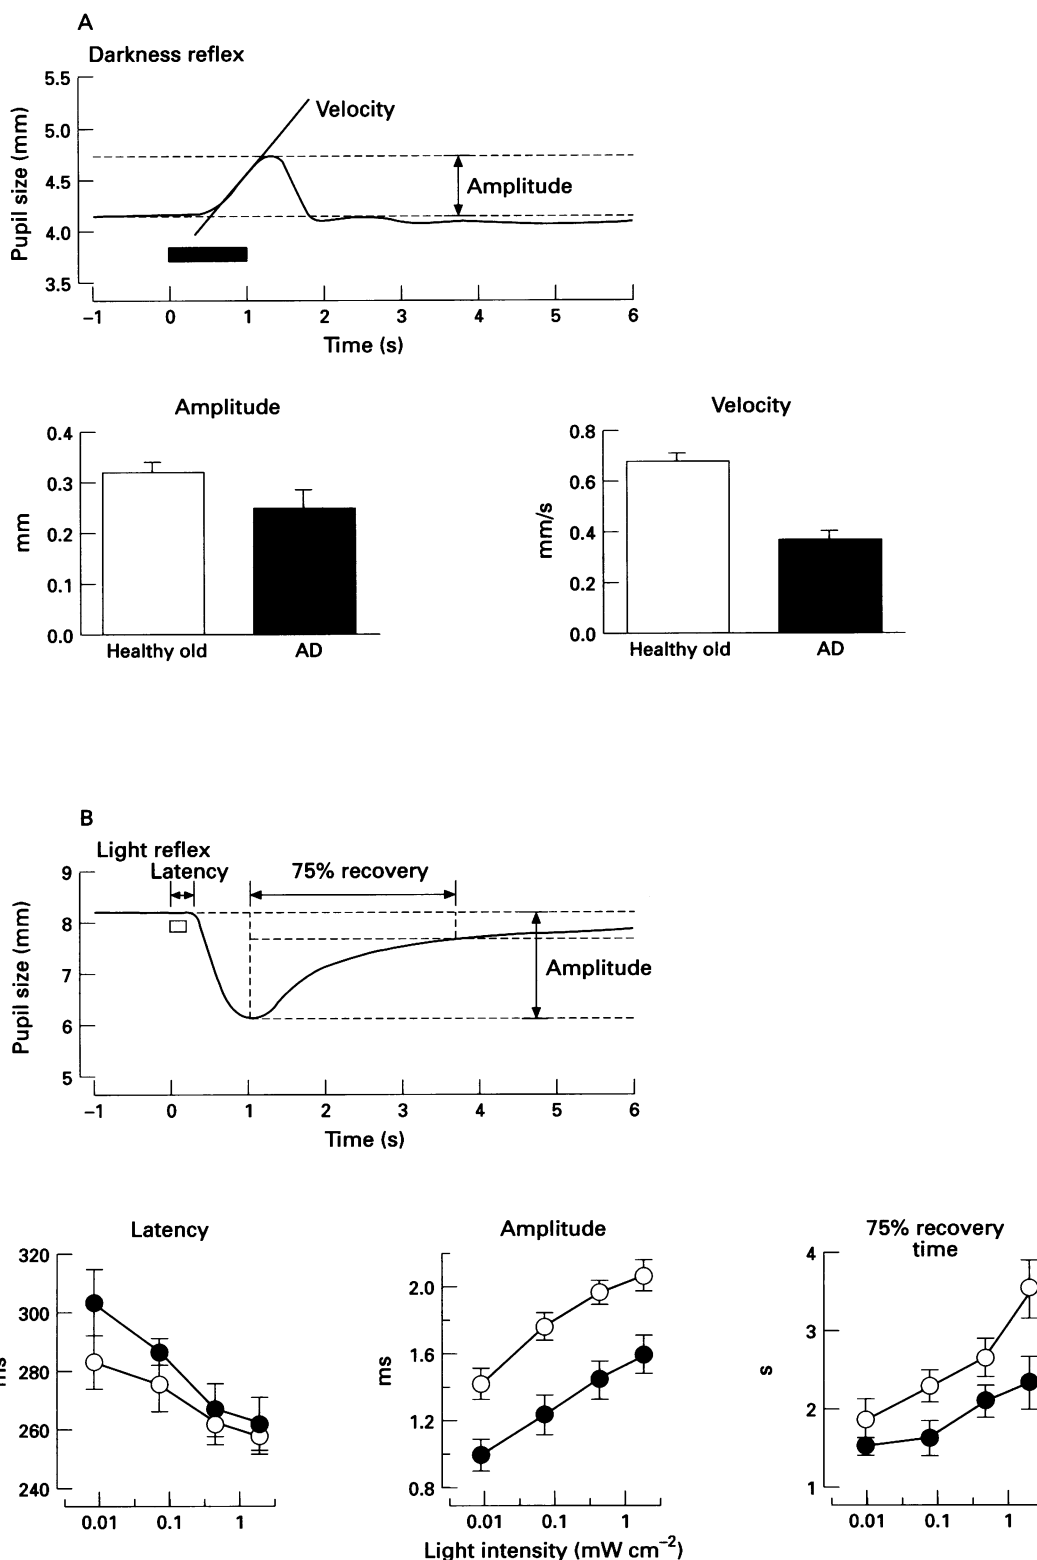 A
Darkness reflex
5.5
5.0
4.5
4.0
3.5
Pupil size (mm)
Velocity
Amplitude
–1 0 1 2 3 4 5 6
Time (s)
Amplitude
0.4
0.3
0.2
0.1
0.0
mm
Healthy old AD
Velocity
0.8
0.6
0.4
0.2
0.0
mm/s
Healthy old AD
B
Light reflex
Latency
75% recovery
9
8
7
6
5
Pupil size (mm)
Amplitude
–1 0 1 2 3 4 5 6
Time (s)
Latency
320
300
280
260
240
ms
0.01 0.1 1
Amplitude
2.0
1.6
1.2
0.8
ms
0.01 0.1 1
Light intensity (mW cm⁻²)
75% recovery
time
4
3
2
1
s
0.01 0.1 1